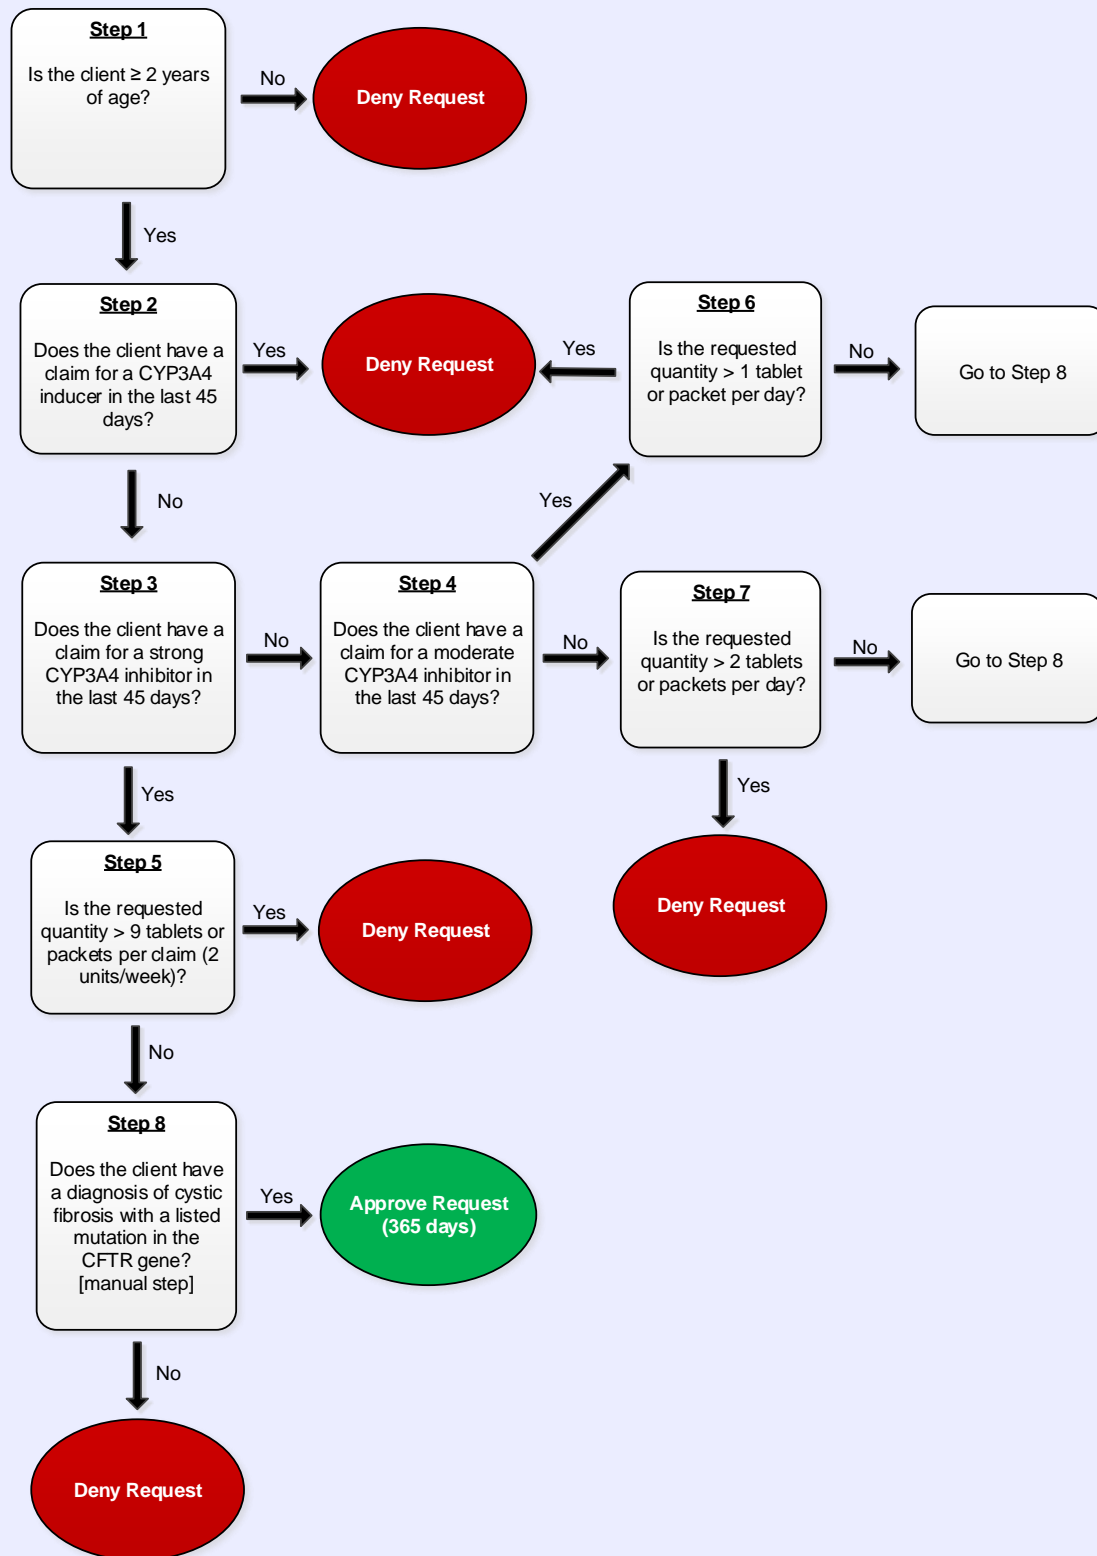 Step 1
Is the client ≥ 2 years
of age?
No
Deny Request
Yes
Step 2
Does the client have a
claim for a CYP3A4
inducer in the last 45
days?
Yes
Deny Request
Yes
Step 6
Is the requested
quantity > 1 tablet
or packet per day?
No
Go to Step 8
No
Yes
Step 3
Does the client have a
claim for a strong
CYP3A4 inhibitor in
the last 45 days?
No
Step 4
Does the client have a
claim for a moderate
CYP3A4 inhibitor in
the last 45 days?
No
Step 7
Is the requested
quantity > 2 tablets
or packets per day?
No
Go to Step 8
Yes
Yes
Deny Request
Step 5
Is the requested
quantity > 9 tablets or
packets per claim (2
units/week)?
Yes
Deny Request
No
Step 8
Does the client have
a diagnosis of cystic
fibrosis with a listed
mutation in the
CFTR gene?
[manual step]
Yes
Approve Request
(365 days)
No
Deny Request